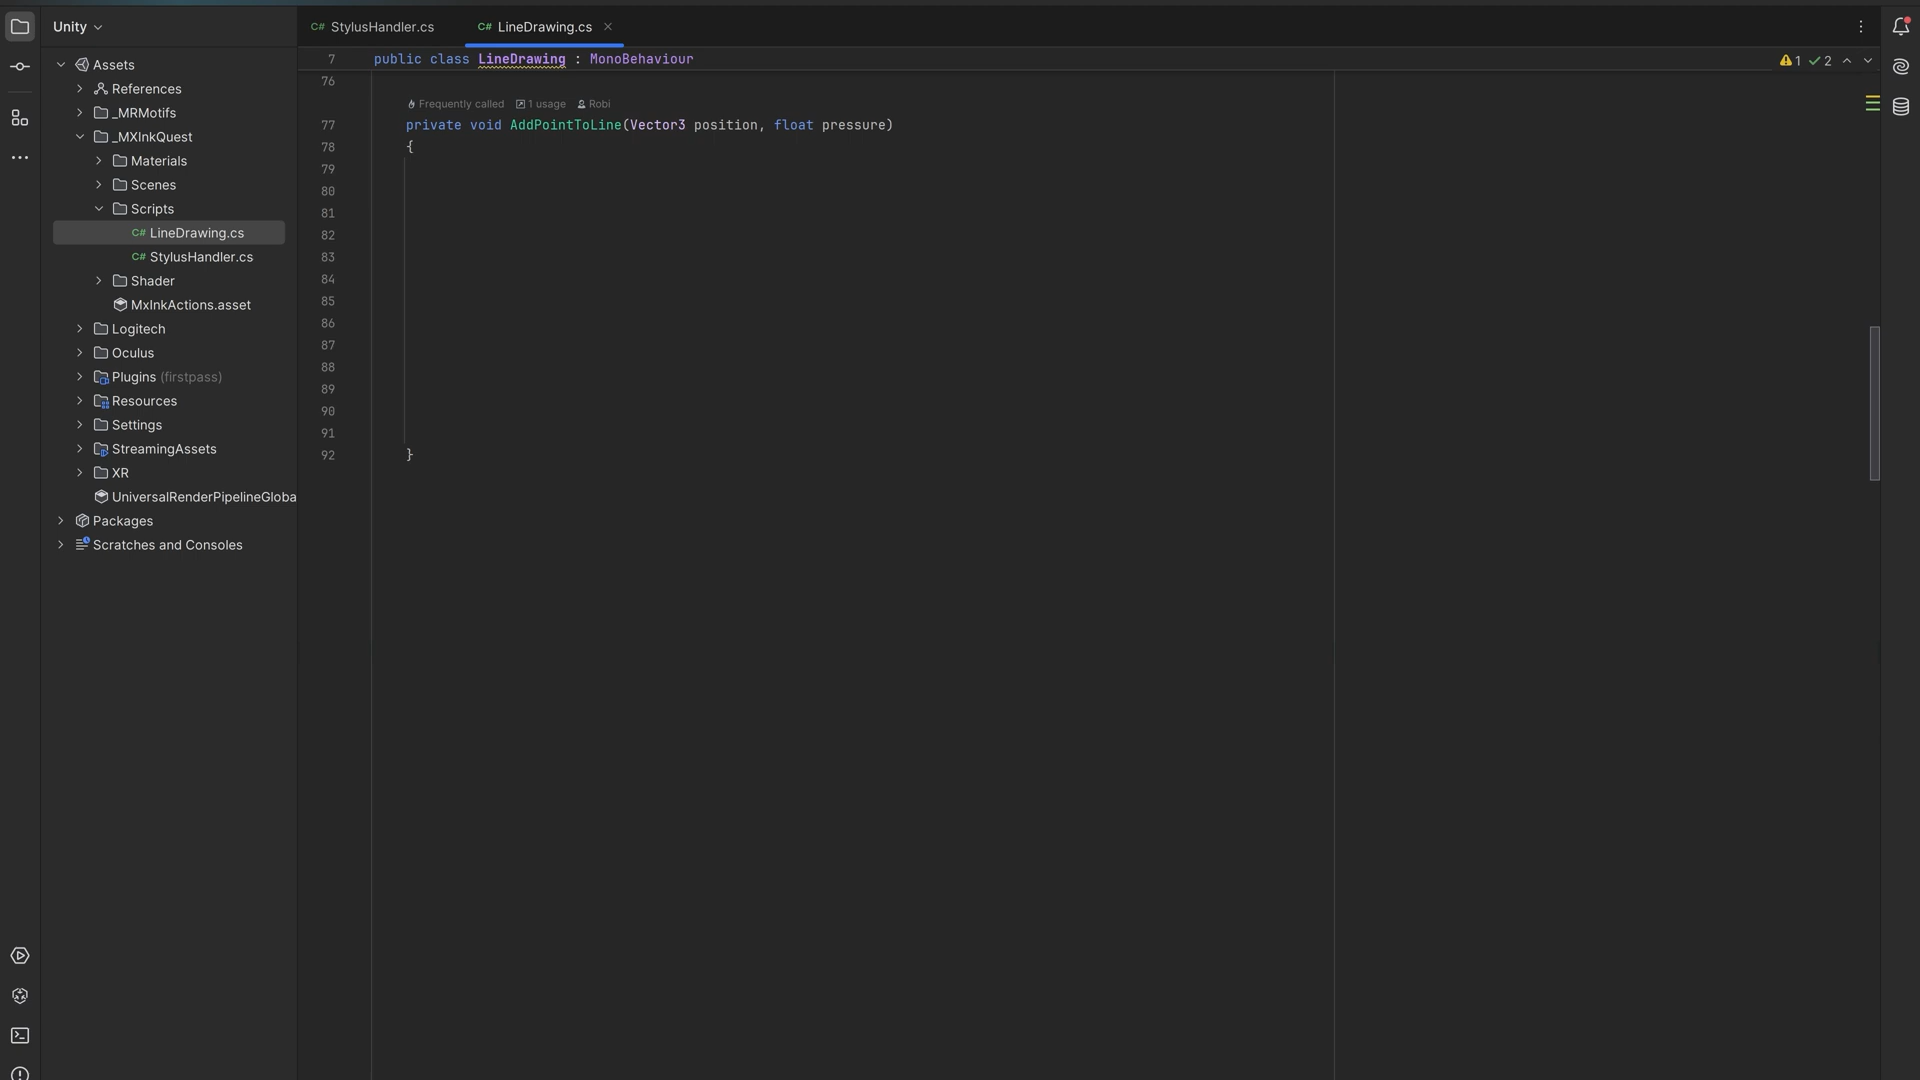 Unity
C# StylusHandler.cs
C# LineDrawing.cs
Assets
References
_MRMotifs
_MXInkQuest
Materials
Scenes
Scripts
C# LineDrawing.cs
C# StylusHandler.cs
Shader
MxInkActions.asset
Logitech
Oculus
Plugins (firstpass)
Resources
Settings
StreamingAssets
XR
UniversalRenderPipelineGloba
Packages
Scratches and Consoles
7 public class LineDrawing : MonoBehaviour
1 2
76
Frequently called 1 usage Robi
77 private void AddPointToLine(Vector3 position, float pressure)
78 {
79
80
81
82
83
84
85
86
87
88
89
90
91
92 }